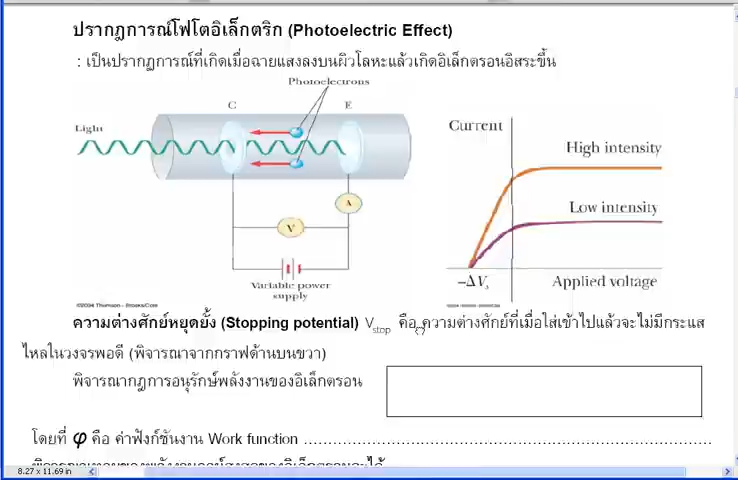 ปรากฏการณ์โฟโตอิเล็กตริก (Photoelectric Effect)
: เป็นปรากฏการณ์ที่เกิดเมื่อฉายแสงลงบนผิวโลหะแล้วเกิดอิเล็กตรอนอิสระขึ้น
Photoelectrons
C E
Light
A
V
Variable power
supply
©2004 Thomson - Brooks/Cole
Current
High intensity
Low intensity
−ΔVs Applied voltage
ความต่างศักย์หยุดยั้ง (Stopping potential) Vstop คือ ความต่างศักย์ที่เมื่อใส่เข้าไปแล้วจะไม่มีกระแส
ไหลในวงจรพอดี (พิจารณาจากกราฟด้านบนขวา)
พิจารณากฎการอนุรักษ์พลังงานของอิเล็กตรอน
โดยที่ φ คือ ค่าฟังก์ชันงาน Work function ........................................................................
8.27 x 11.69 in